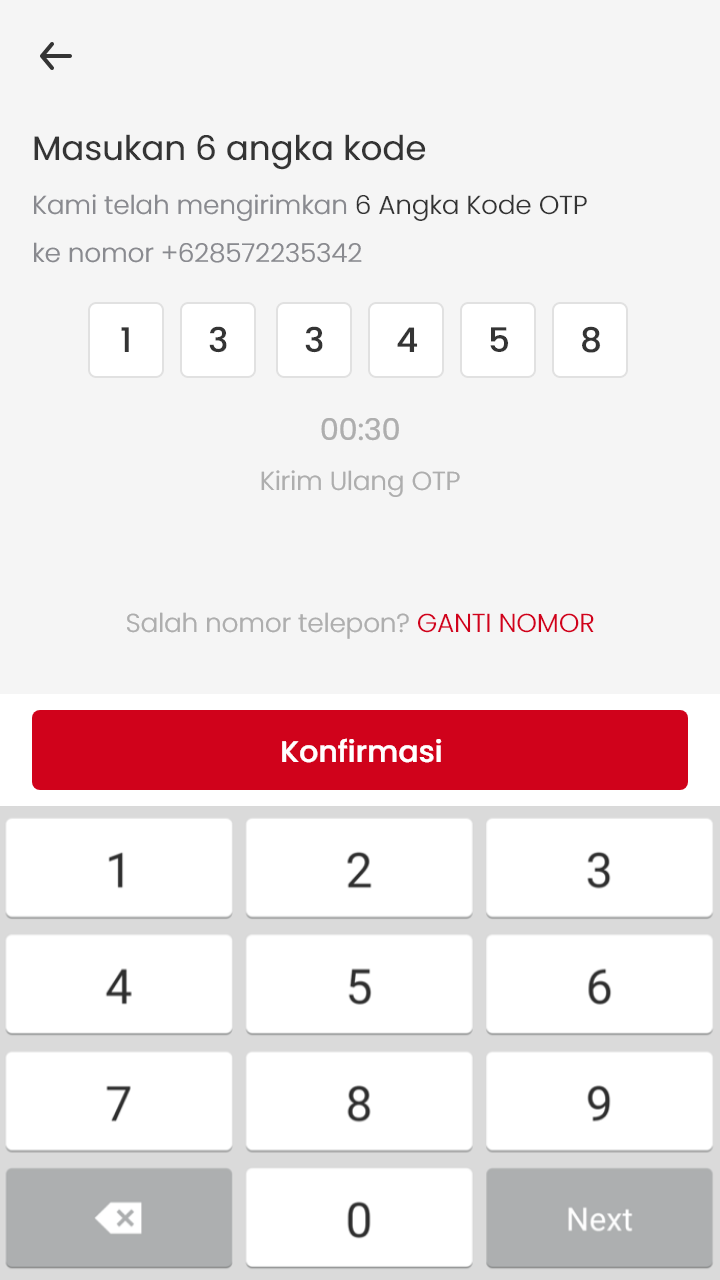 Masukan 6 angka kode
Kami telah mengirimkan 6 Angka Kode OTP
ke nomor +628572235342
1 3 3 4 5 8
00:30
Kirim Ulang OTP
Salah nomor telepon? GANTI NOMOR
Konfirmasi
1 2 3
4 5 6
7 8 9
0 Next